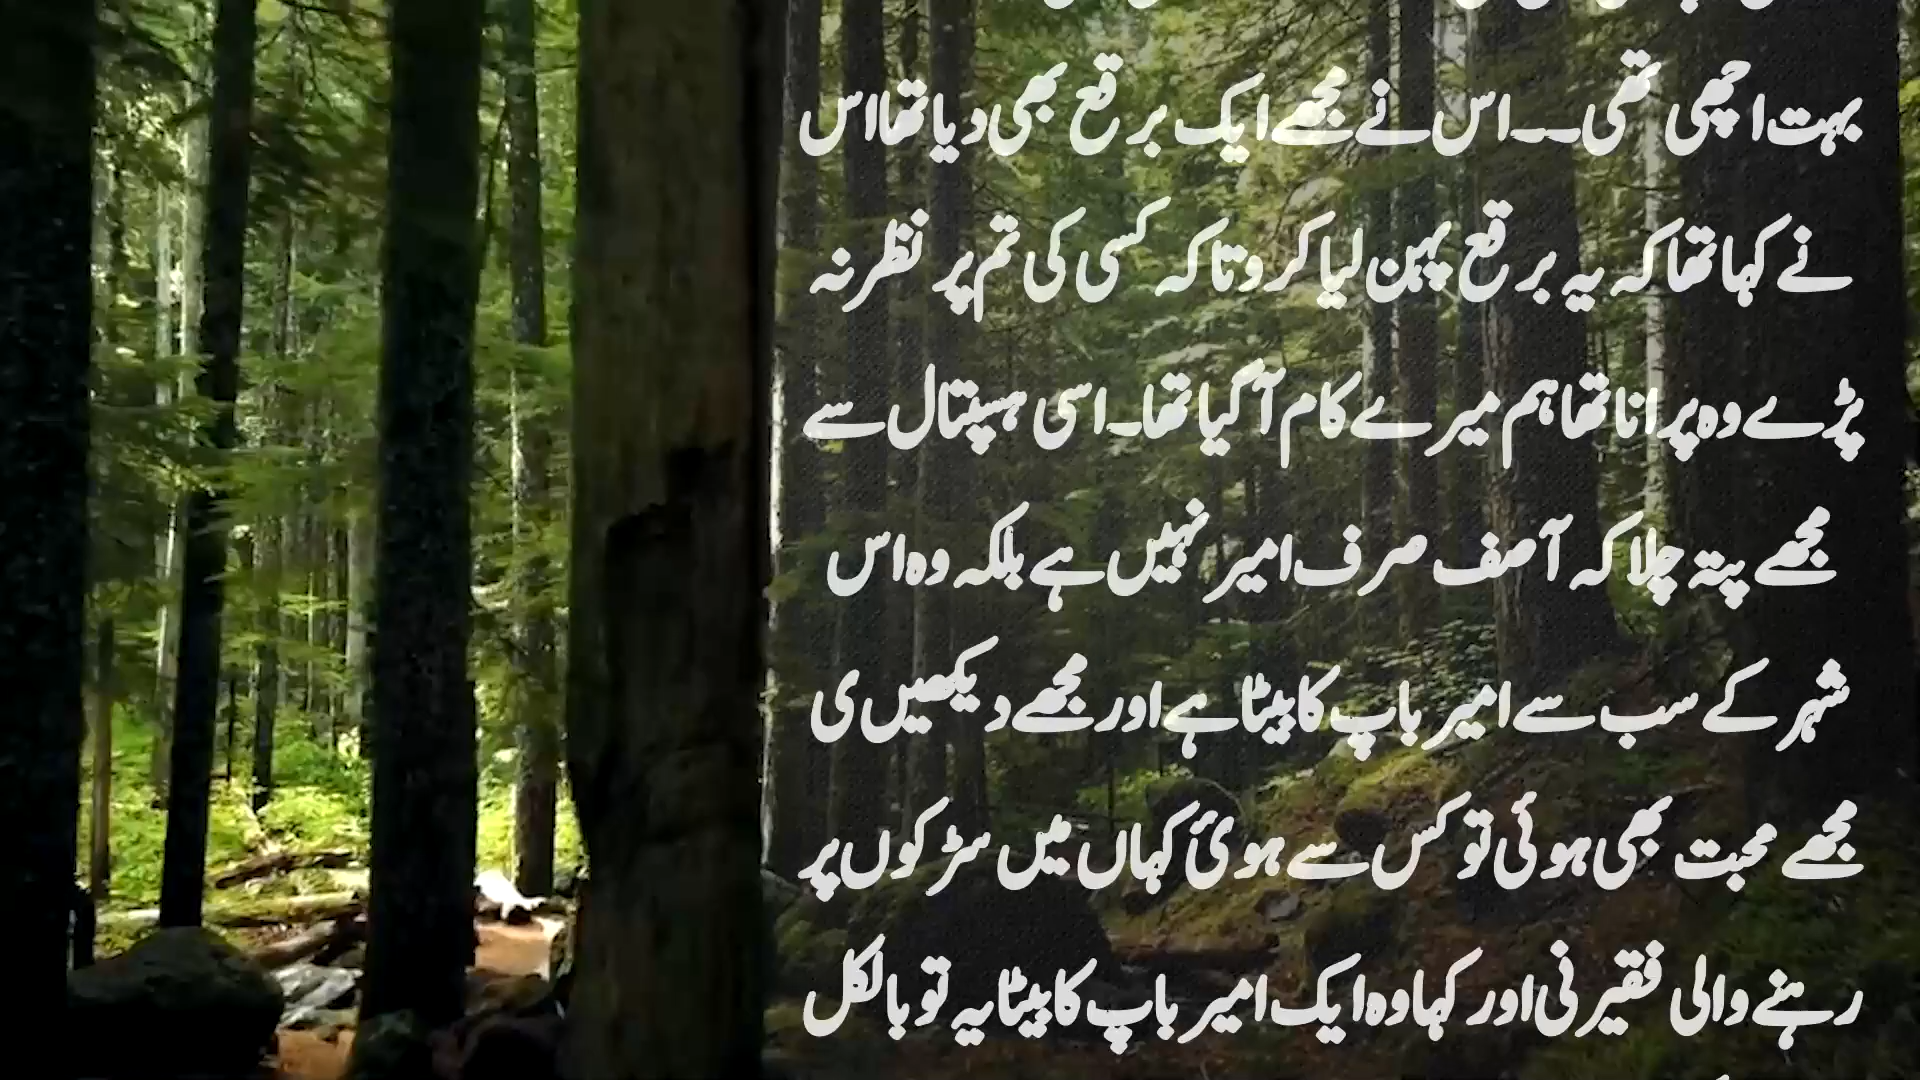 بہت اچھی تھی۔۔اس نے مجھے ایک برقع بھی دیا تھا اس
نے کہا تھا کہ یہ برقع پہن لیا کرو تا کہ کسی کی تم پر نظر نہ
پڑے وہ پرانا تھا ہم میرے کام آ گیا تھا۔اسی ہسپتال سے
مجھے پتہ چلا کہ آصف صرف امیر نہیں ہے بلکہ وہ اس
شہر کے سب سے امیر باپ کا بیٹا ہے اور مجھے دیکھیں ی
مجھے محبت بھی ہوئی تو کس سے ہوئ کہاں میں سڑکوں پر
رہنے والی فقیرنی اور کہا وہ ایک امیر باپ کا بیٹا یہ تو بالکل